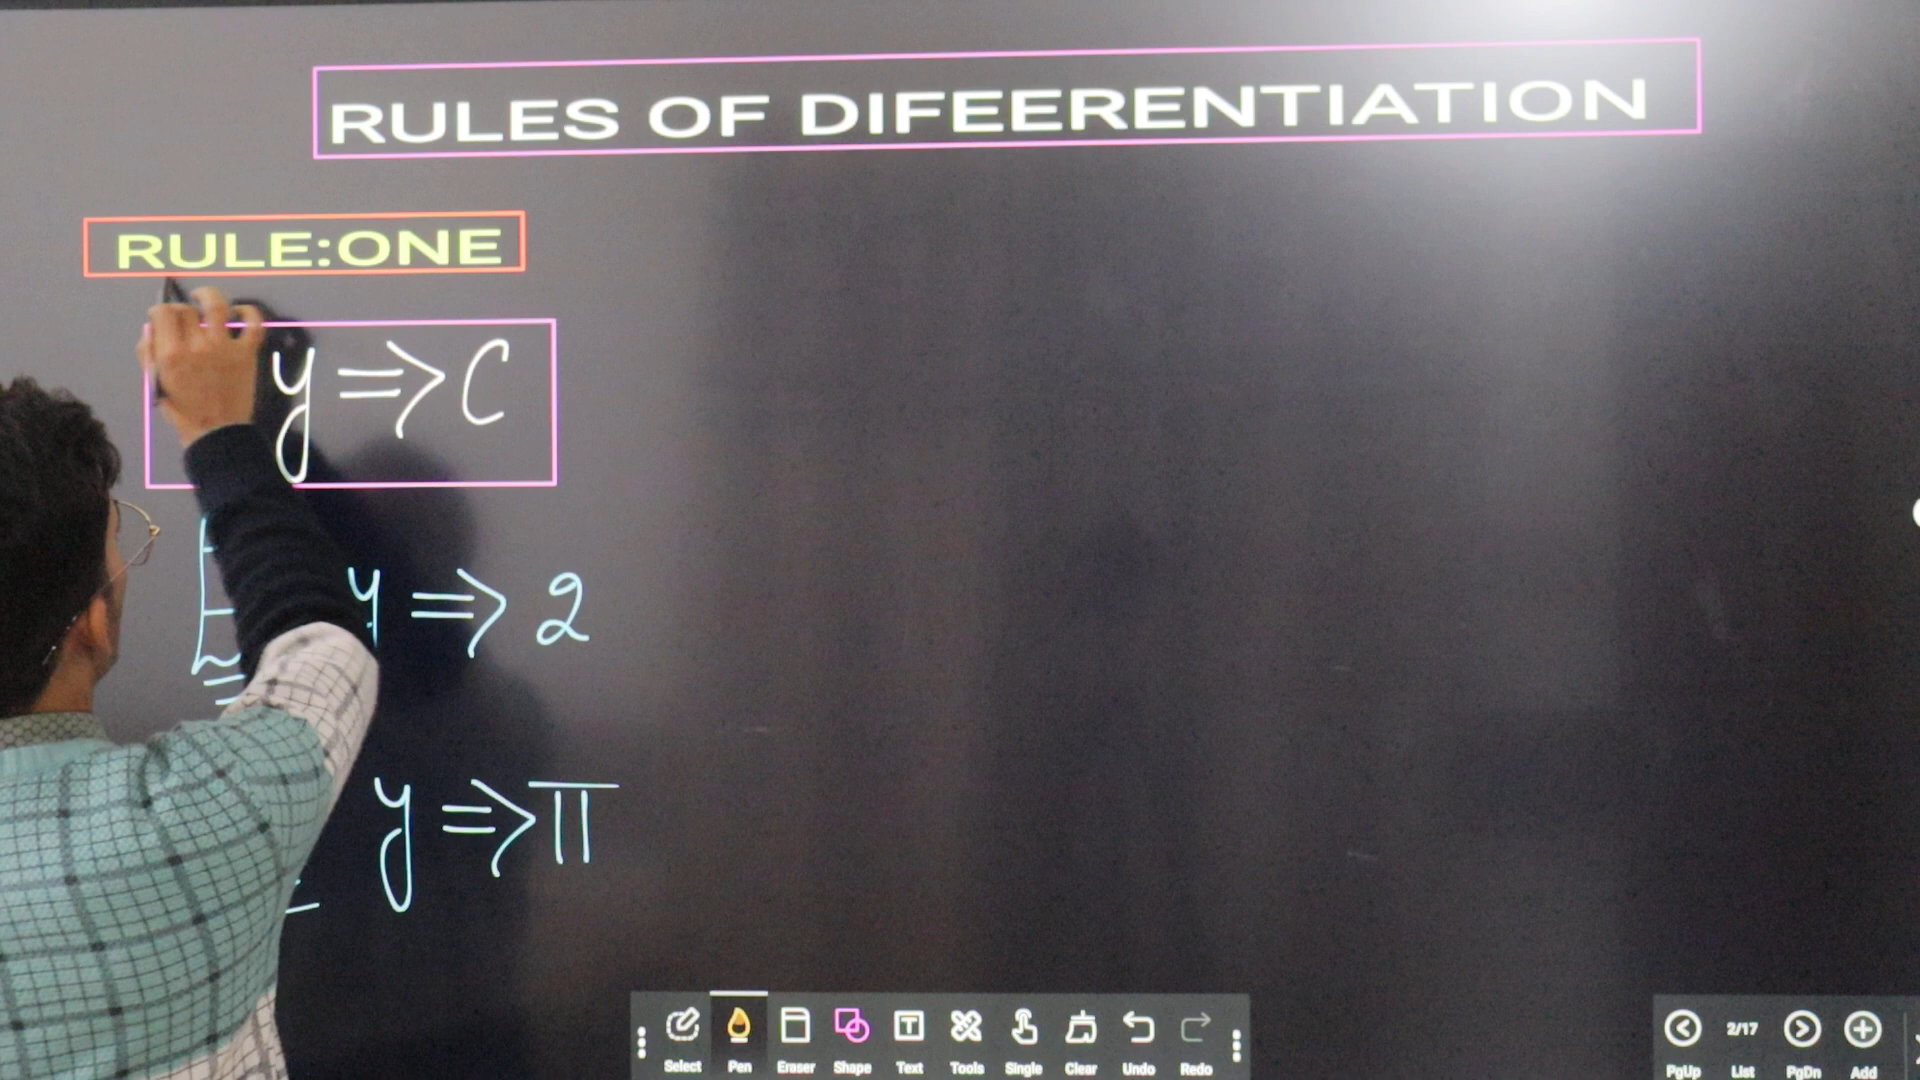 RULES OF DIFEERENTIATION
RULE:ONE
y => C
y => 2
y => π
Select Pen Eraser Shape Text Tools Single Clear Undo Redo
2/17
PgUp List PgDn Add